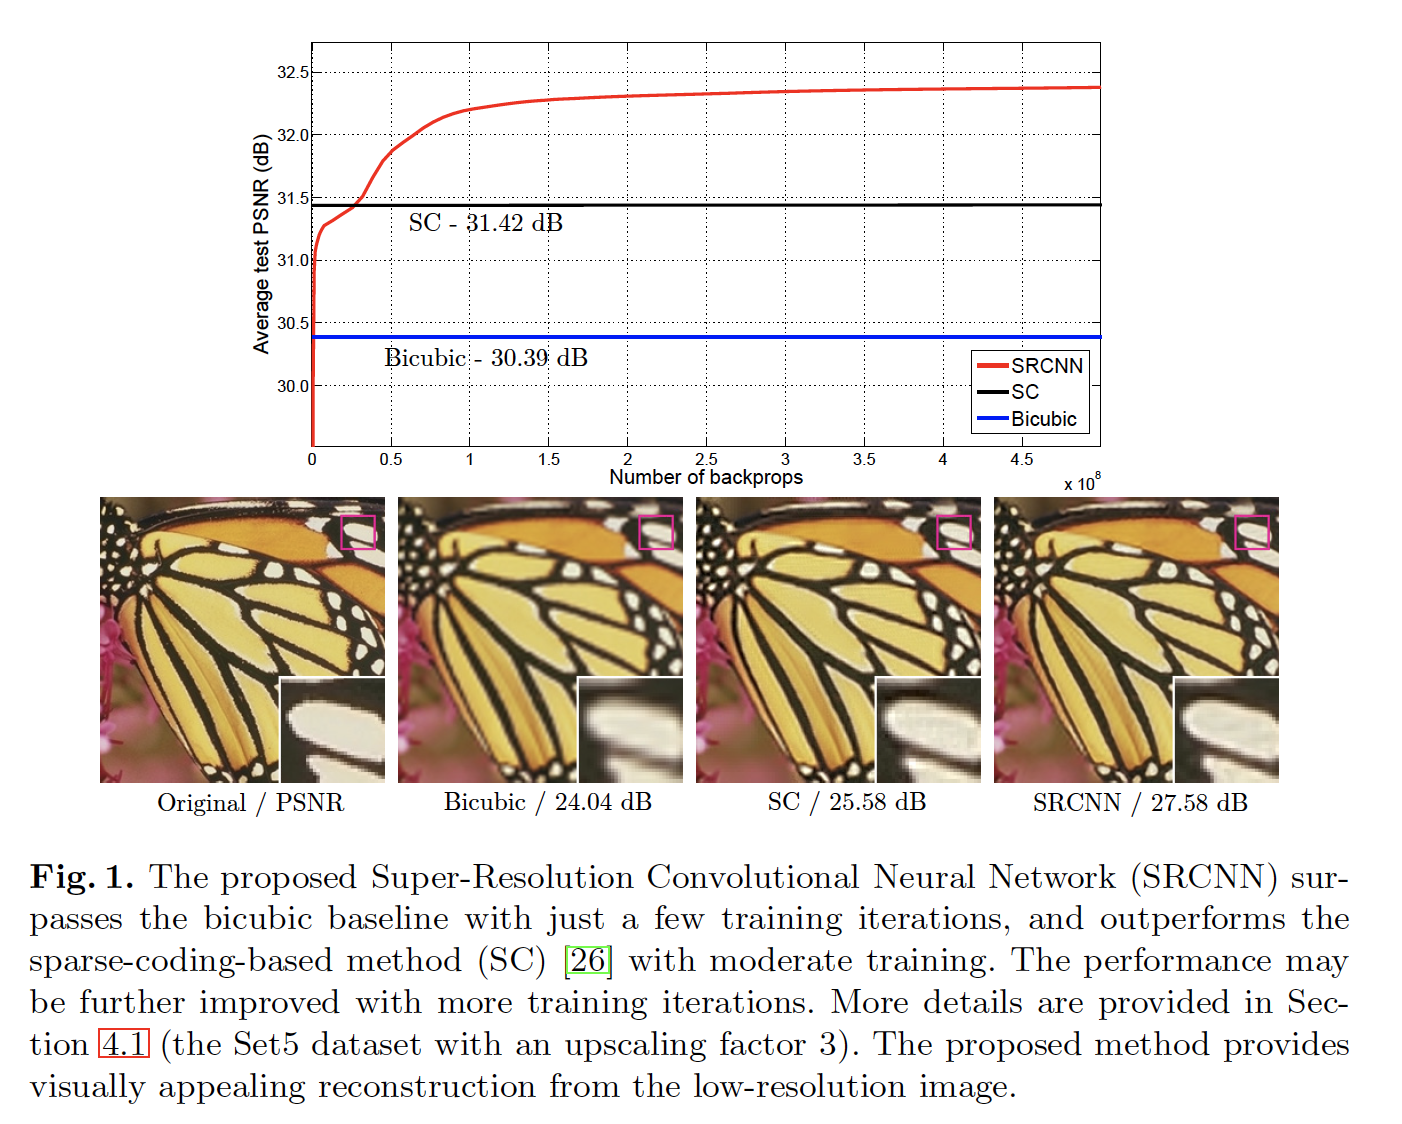 32.5
32.0
31.5
31.0
30.5
30.0
Average test PSNR (dB)
SC - 31.42 dB
Bicubic - 30.39 dB
SRCNN
SC
Bicubic
0 0.5 1 1.5 2 2.5 3 3.5 4 4.5
Number of backprops
x 10⁸
Original / PSNR
Bicubic / 24.04 dB
SC / 25.58 dB
SRCNN / 27.58 dB
Fig. 1. The proposed Super-Resolution Convolutional Neural Network (SRCNN) sur-
passes the bicubic baseline with just a few training iterations, and outperforms the
sparse-coding-based method (SC) [26] with moderate training. The performance may
be further improved with more training iterations. More details are provided in Sec-
tion 4.1 (the Set5 dataset with an upscaling factor 3). The proposed method provides
visually appealing reconstruction from the low-resolution image.